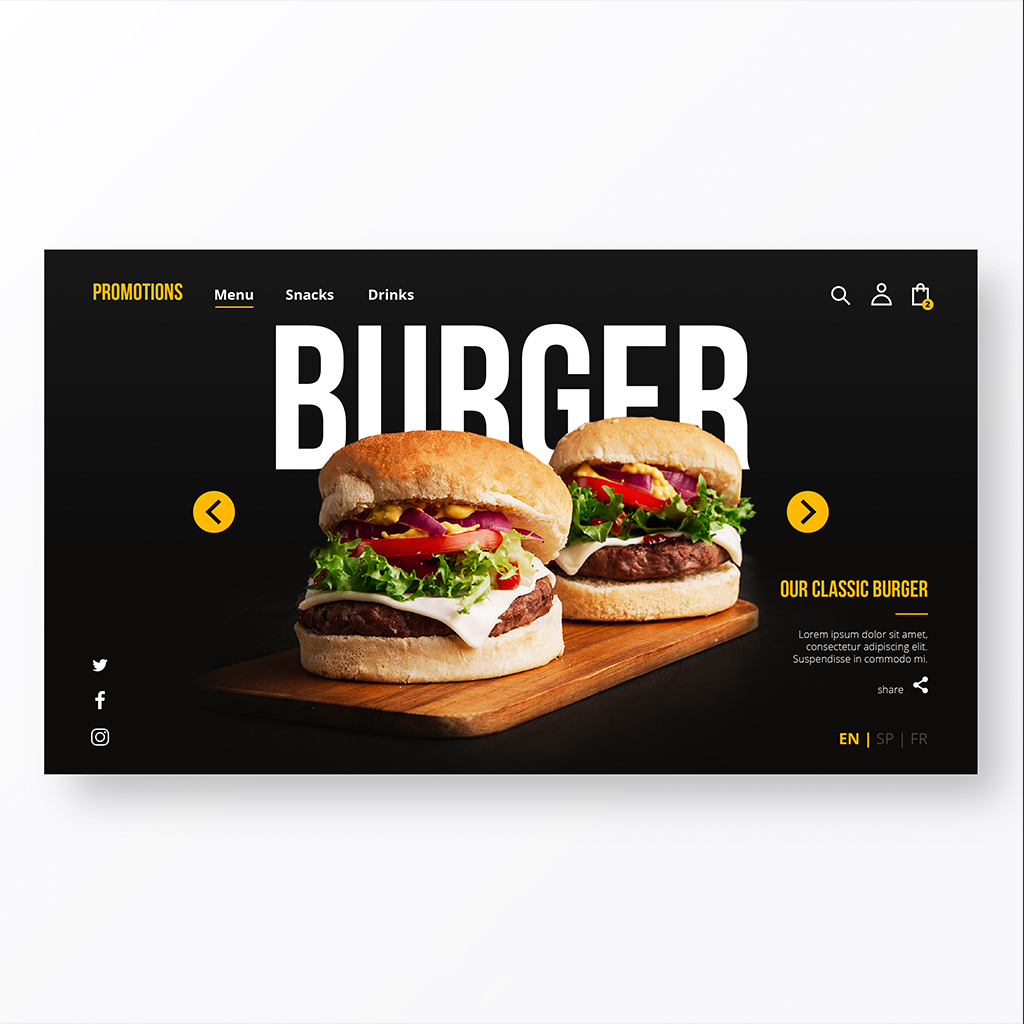 PROMOTIONS Menu Snacks Drinks
2
BURGER
OUR CLASSIC BURGER
Lorem ipsum dolor sit amet,
consectetur adipiscing elit.
Suspendisse in commodo mi.
share
EN | SP | FR